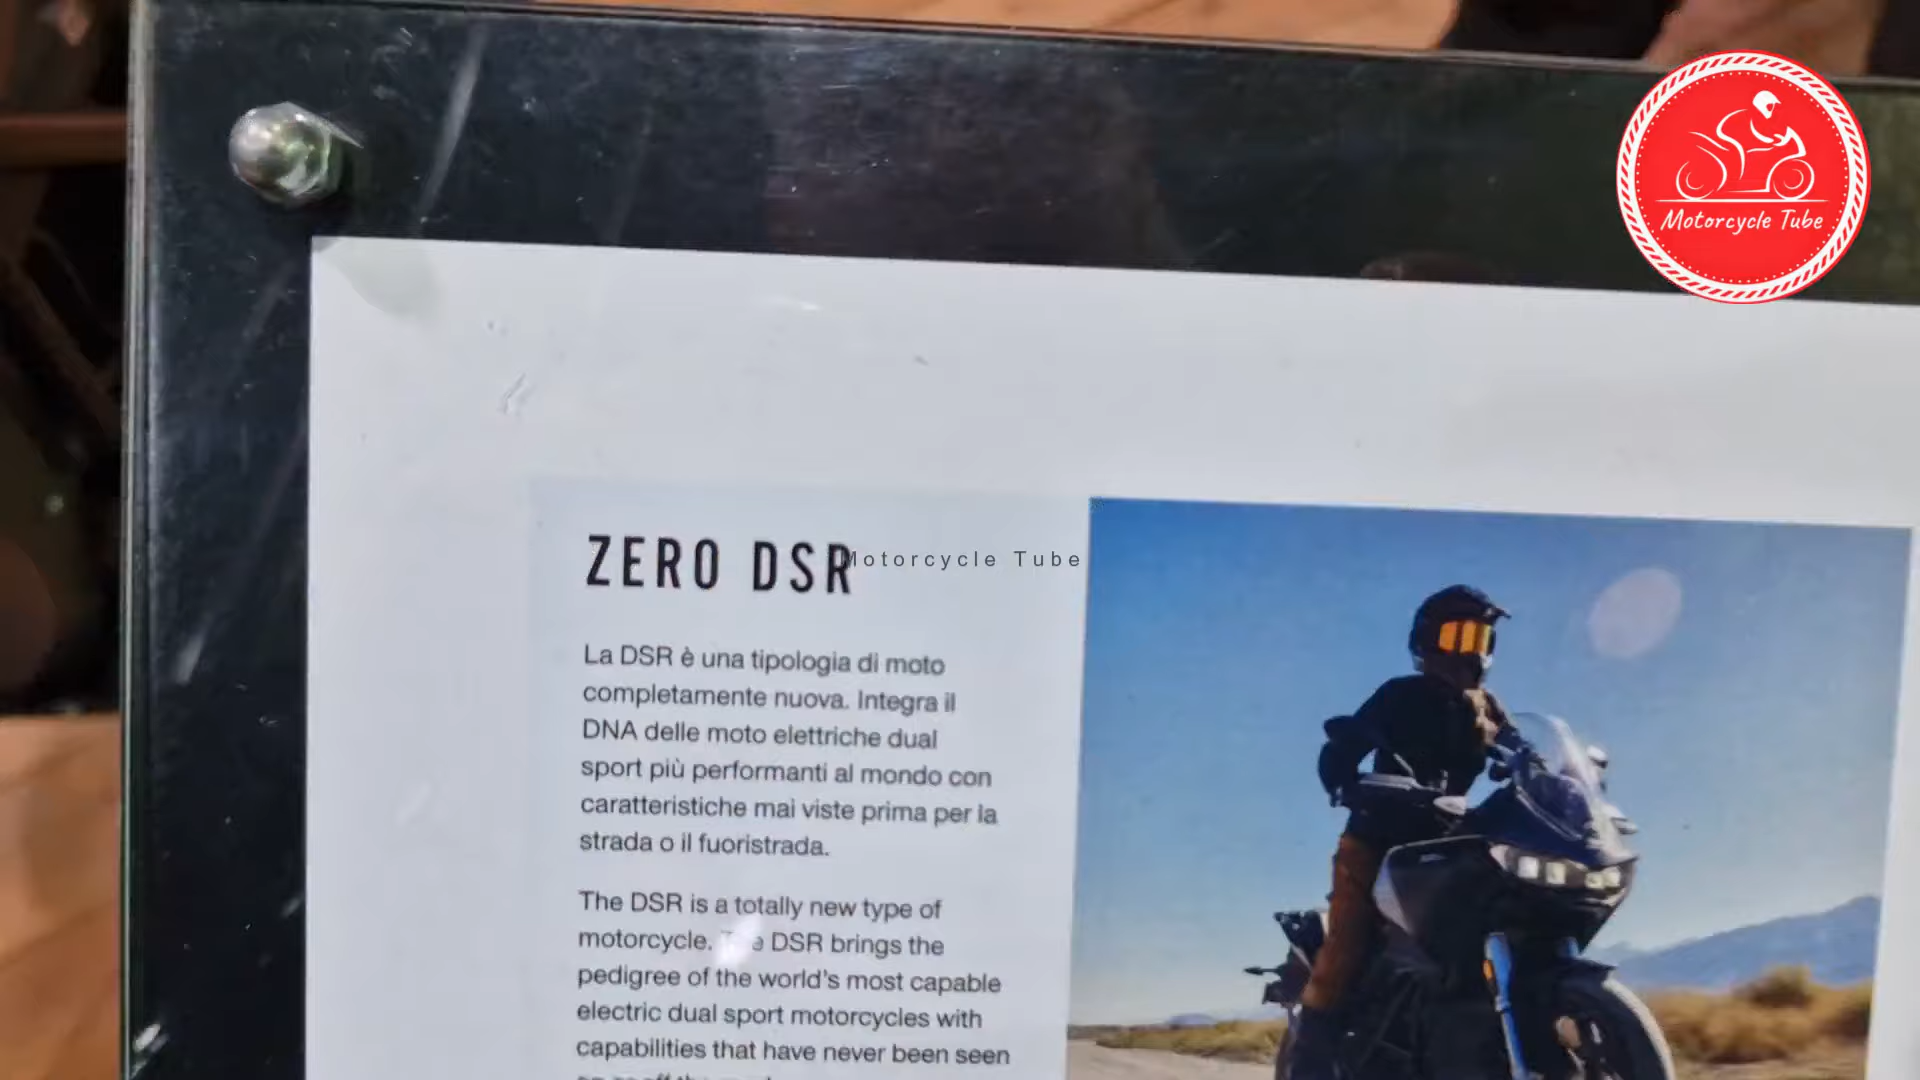 Motorcycle Tube
ZERO DSR
Motorcycle Tube
La DSR è una tipologia di moto
completamente nuova. Integra il
DNA delle moto elettriche dual
sport più performanti al mondo con
caratteristiche mai viste prima per la
strada o il fuoristrada.
The DSR is a totally new type of
motorcycle. The DSR brings the
pedigree of the world's most capable
electric dual sport motorcycles with
capabilities that have never been seen